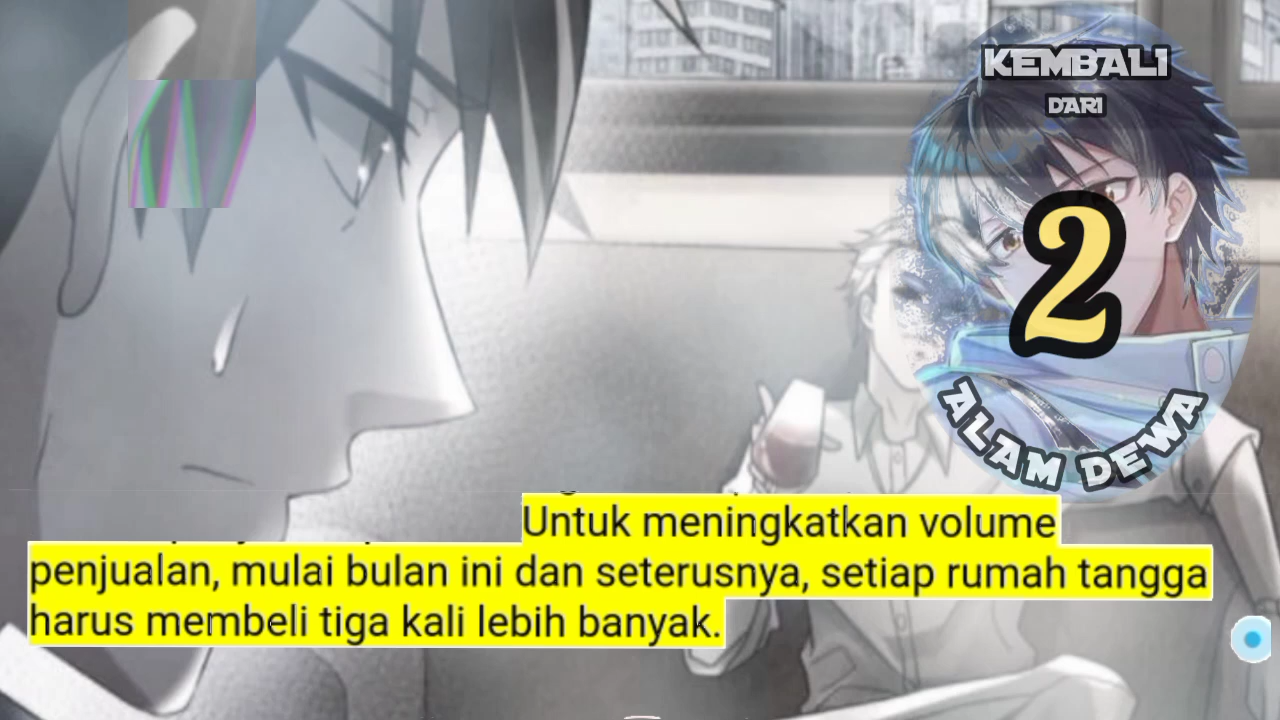 KEMBALI
DARI
2
ALAM DEWA
Untuk meningkatkan volume
penjualan, mulai bulan ini dan seterusnya, setiap rumah tangga
harus membeli tiga kali lebih banyak.